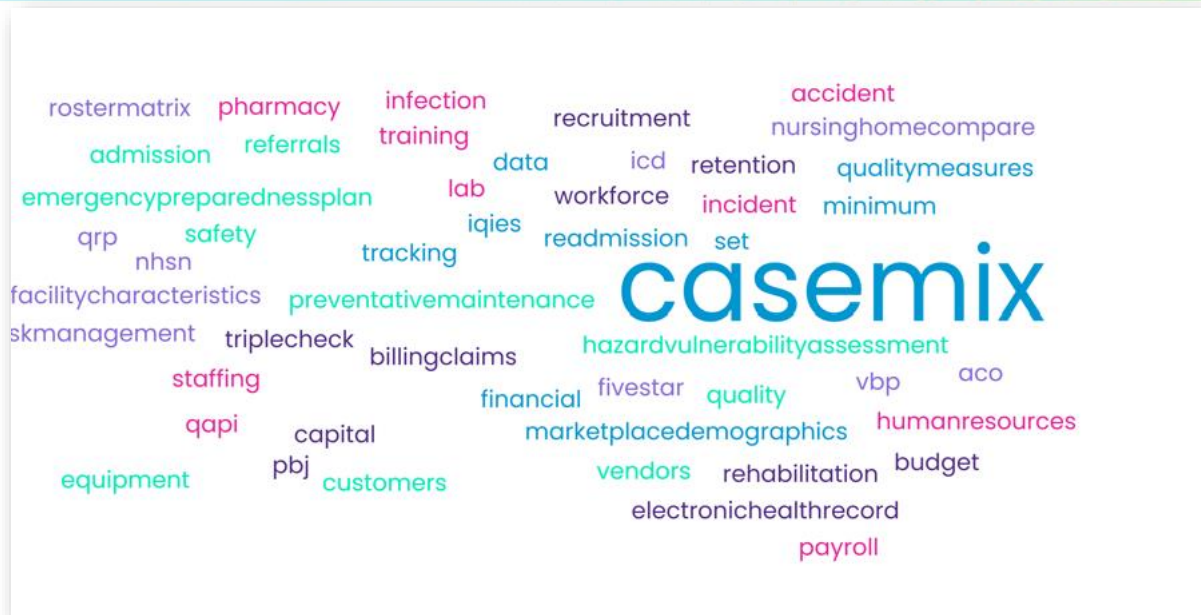 rostermatrix
pharmacy
infection
recruitment
accident
nursinghomecompare
admission
referrals
training
data
icd
retention
qualitymeasures
emergencypreparednessplan
lab
workforce
incident
minimum
qrp
safety
iqies
readmission
set
nhsn
tracking
casemix
facilitycharacteristics
preventativemaintenance
skmanagement
triplecheck
billingclaims
hazardvulnerabilityassessment
staffing
financial
fivestar
quality
vbp
aco
qapi
capital
marketplacedemographics
humanresources
equipment
pbj
customers
vendors
rehabilitation
budget
electronichealthrecord
payroll